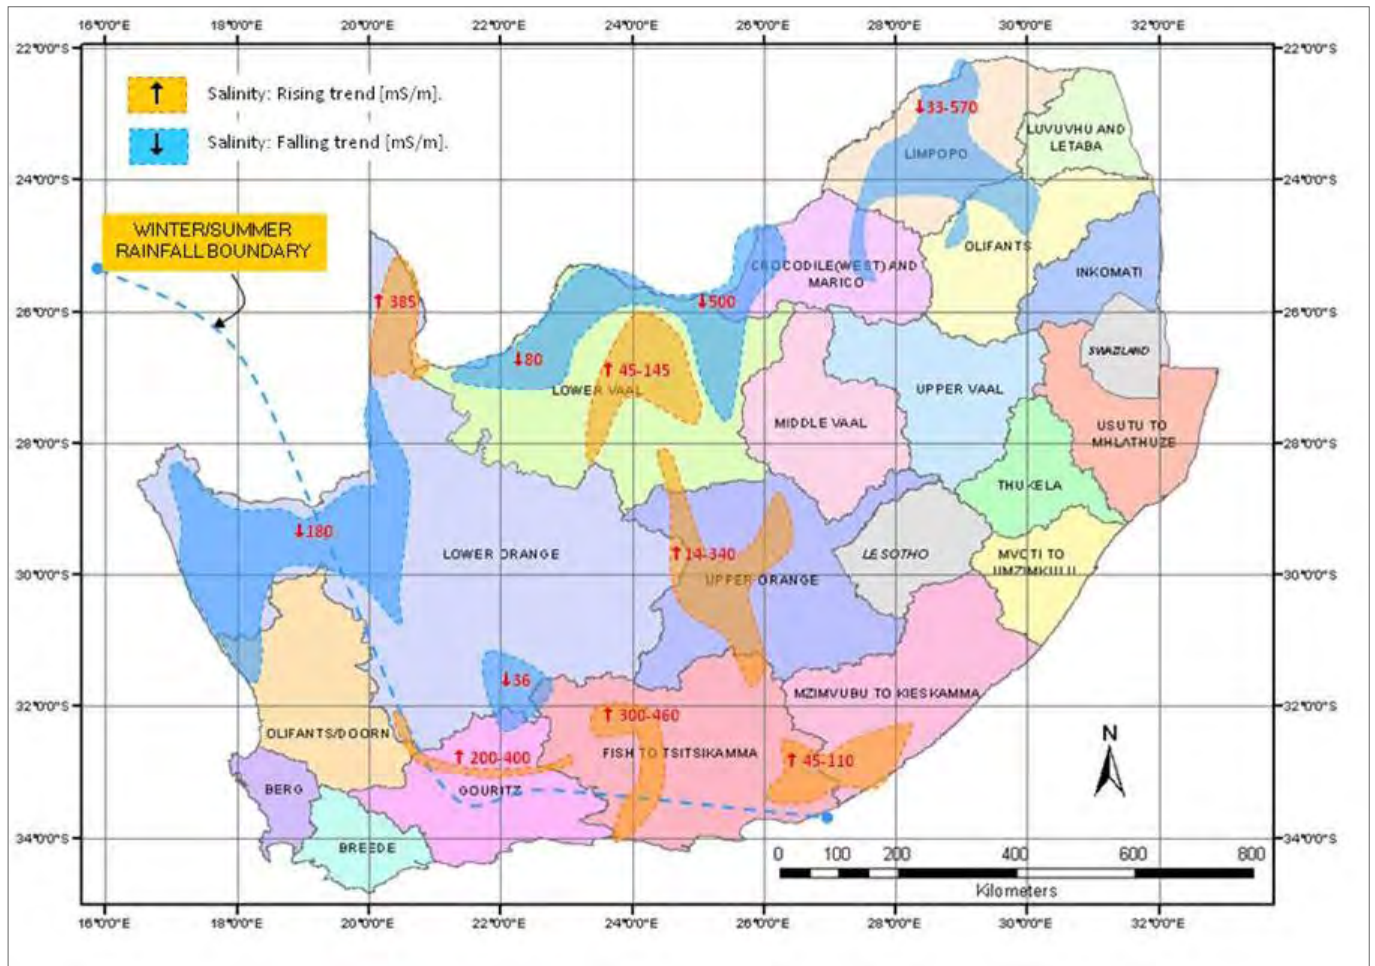 16°0'0"E 18°0'0"E 20°0'0"E 22°0'0"E 24°0'0"E 26°0'0"E 28°0'0"E 30°0'0"E 32°0'0"E
22°0'0"S 22°0'0"S
↑ Salinity: Rising trend [mS/m].
↓ Salinity: Falling trend [mS/m].
↓33-570
LUVUVHU AND
LETABA
LIMPOPO
24°0'0"S 24°0'0"S
WINTER/SUMMER
RAINFALL BOUNDARY
OLIFANTS
CROCODILE(WEST) AND
MARICO
INKOMATI
↑ 385
↓500
26°0'0"S 26°0'0"S
SWAZILAND
↓80
↑ 45-145
LOWER VAAL
UPPER VAAL
MIDDLE VAAL
USUTU TO
MHLATHUZE
28°0'0"S 28°0'0"S
THUKELA
↓180
LOWER ORANGE
↑14-340
LESOTHO
MVOTI TO
UMZIMKULU
UPPER ORANGE
30°0'0"S 30°0'0"S
↓36
MZIMVUBU TO KIESKAMMA
32°0'0"S 32°0'0"S
↑ 300-460
OLIFANTS/DOORN
FISH TO TSITSIKAMMA
N
↑ 200-400
↑ 45-110
BERG
GOURITZ
34°0'0"S 34°0'0"S
BREEDE
0 100 200 400 600 800
Kilometers
16°0'0"E 18°0'0"E 20°0'0"E 22°0'0"E 24°0'0"E 26°0'0"E 28°0'0"E 30°0'0"E 32°0'0"E